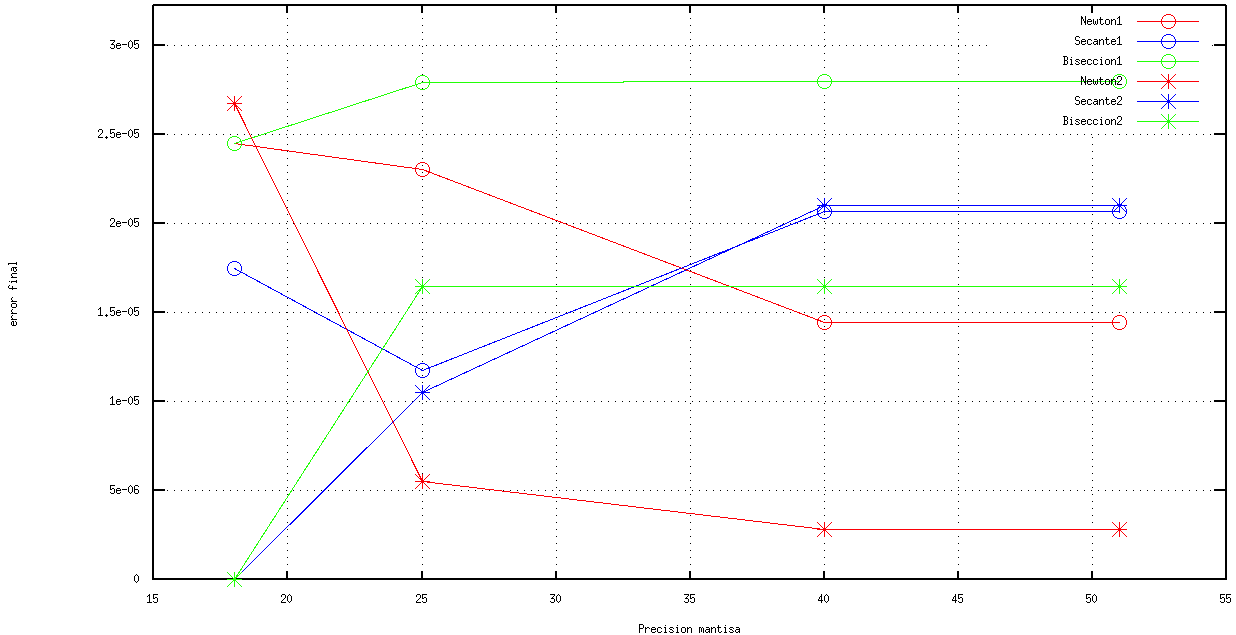 Newton1
Secante1
Biseccion1
Newton2
Secante2
Biseccion2
3e-05
2,5e-05
2e-05
1,5e-05
1e-05
5e-06
0
error final
15 20 25 30 35 40 45 50 55
Precision mantisa